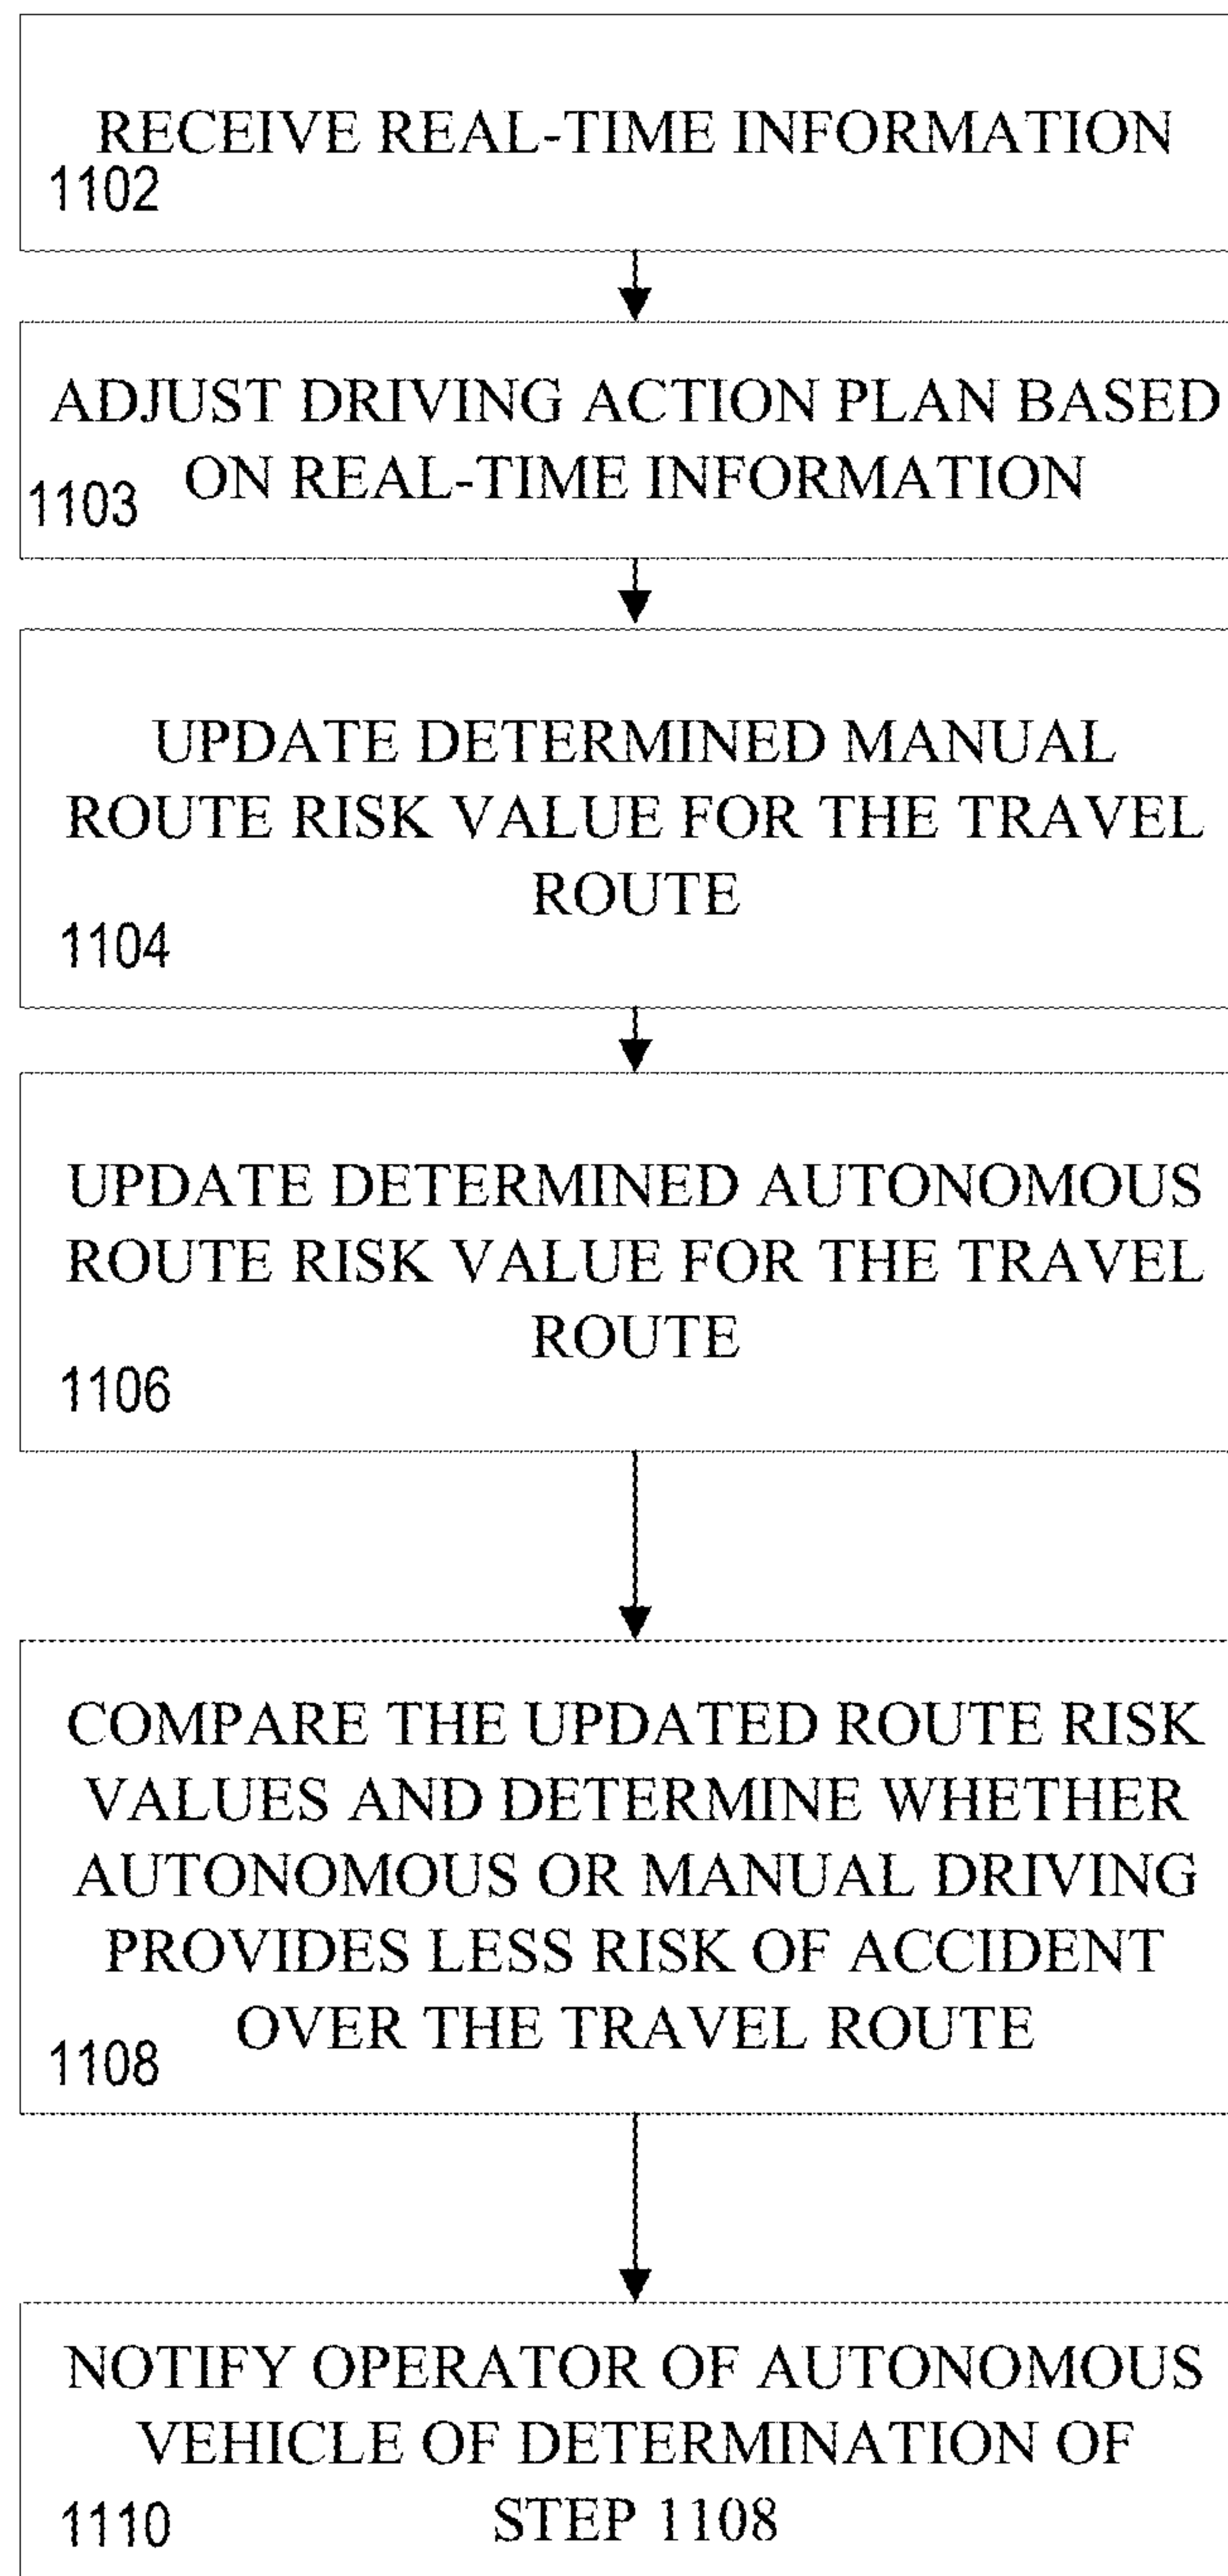 RECEIVE REAL-TIME INFORMATION
1102
ADJUST DRIVING ACTION PLAN BASED
ON REAL-TIME INFORMATION
1103
UPDATE DETERMINED MANUAL
ROUTE RISK VALUE FOR THE TRAVEL
ROUTE
1104
UPDATE DETERMINED AUTONOMOUS
ROUTE RISK VALUE FOR THE TRAVEL
ROUTE
1106
COMPARE THE UPDATED ROUTE RISK
VALUES AND DETERMINE WHETHER
AUTONOMOUS OR MANUAL DRIVING
PROVIDES LESS RISK OF ACCIDENT
OVER THE TRAVEL ROUTE
1108
NOTIFY OPERATOR OF AUTONOMOUS
VEHICLE OF DETERMINATION OF
STEP 1108
1110